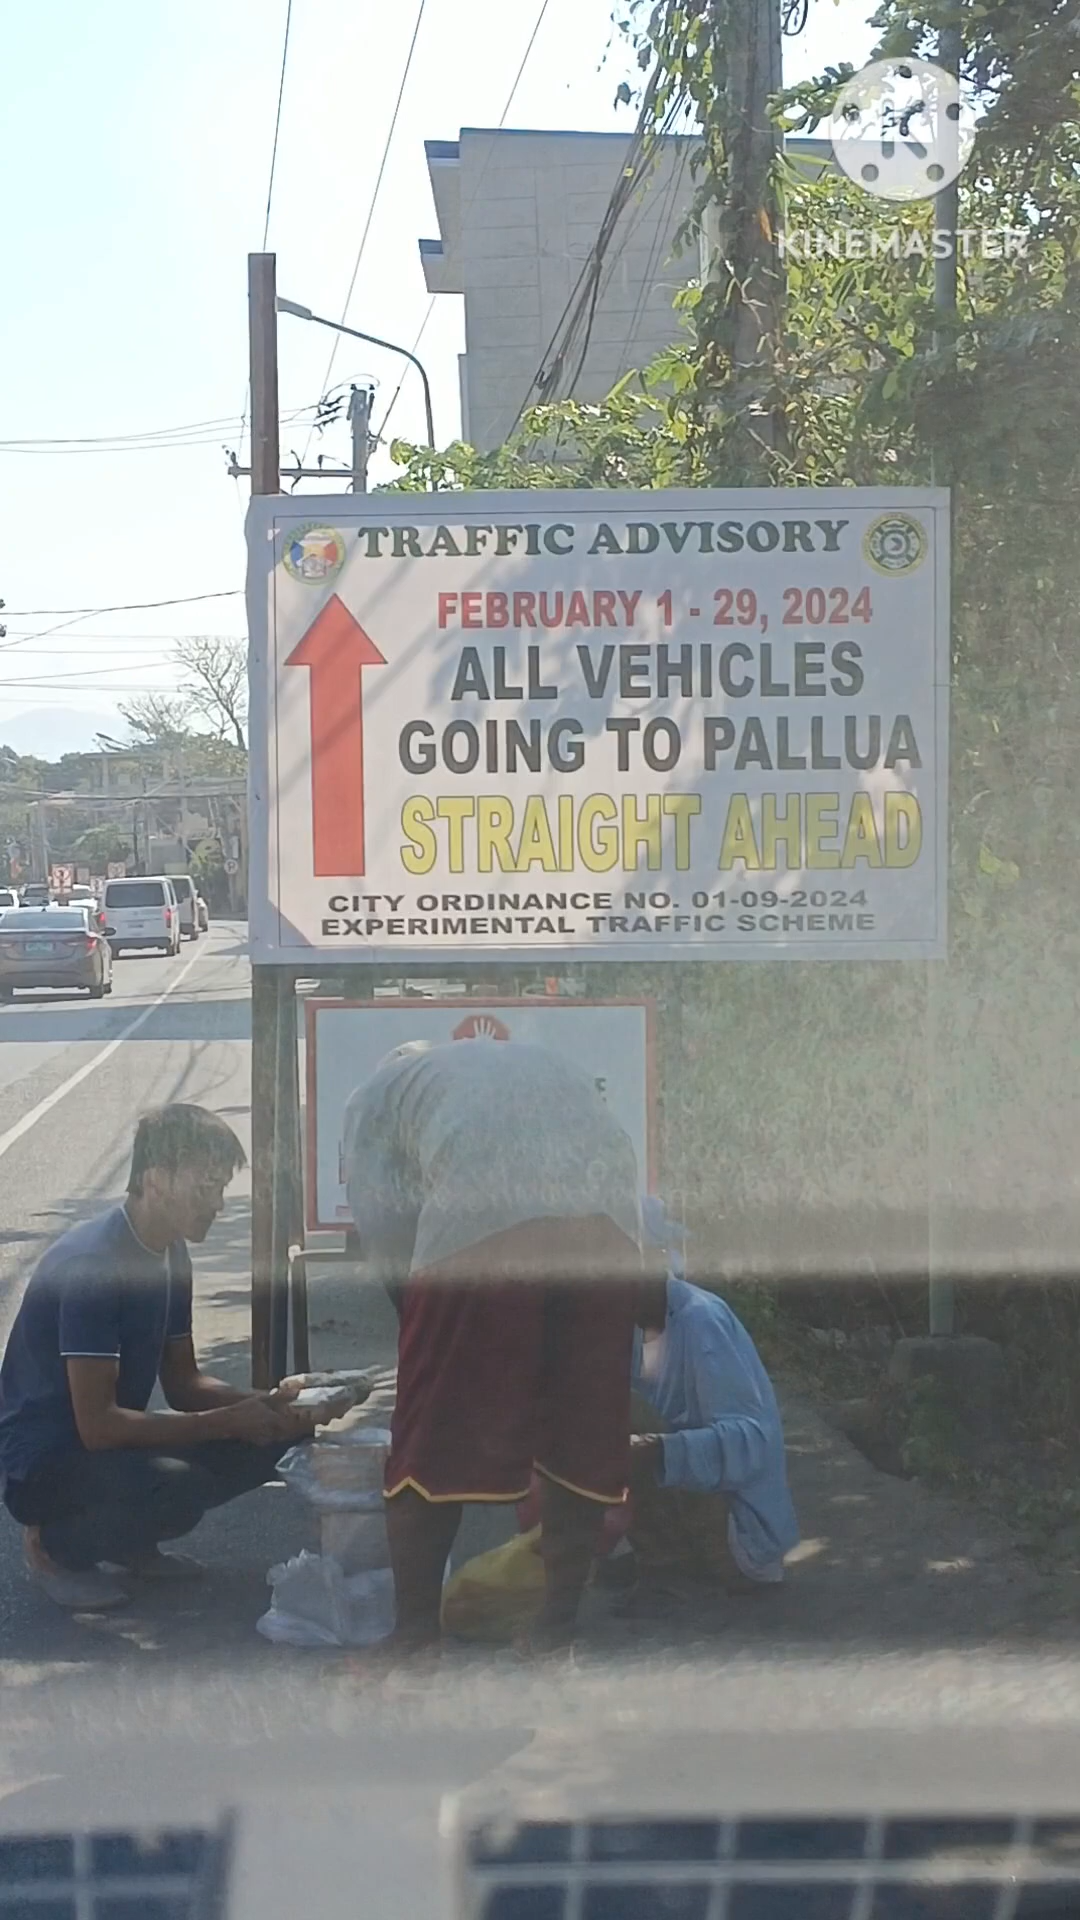 KINEMASTER
TRAFFIC ADVISORY
FEBRUARY 1 - 29, 2024
ALL VEHICLES
GOING TO PALLUA
STRAIGHT AHEAD
CITY ORDINANCE NO. 01-09-2024
EXPERIMENTAL TRAFFIC SCHEME